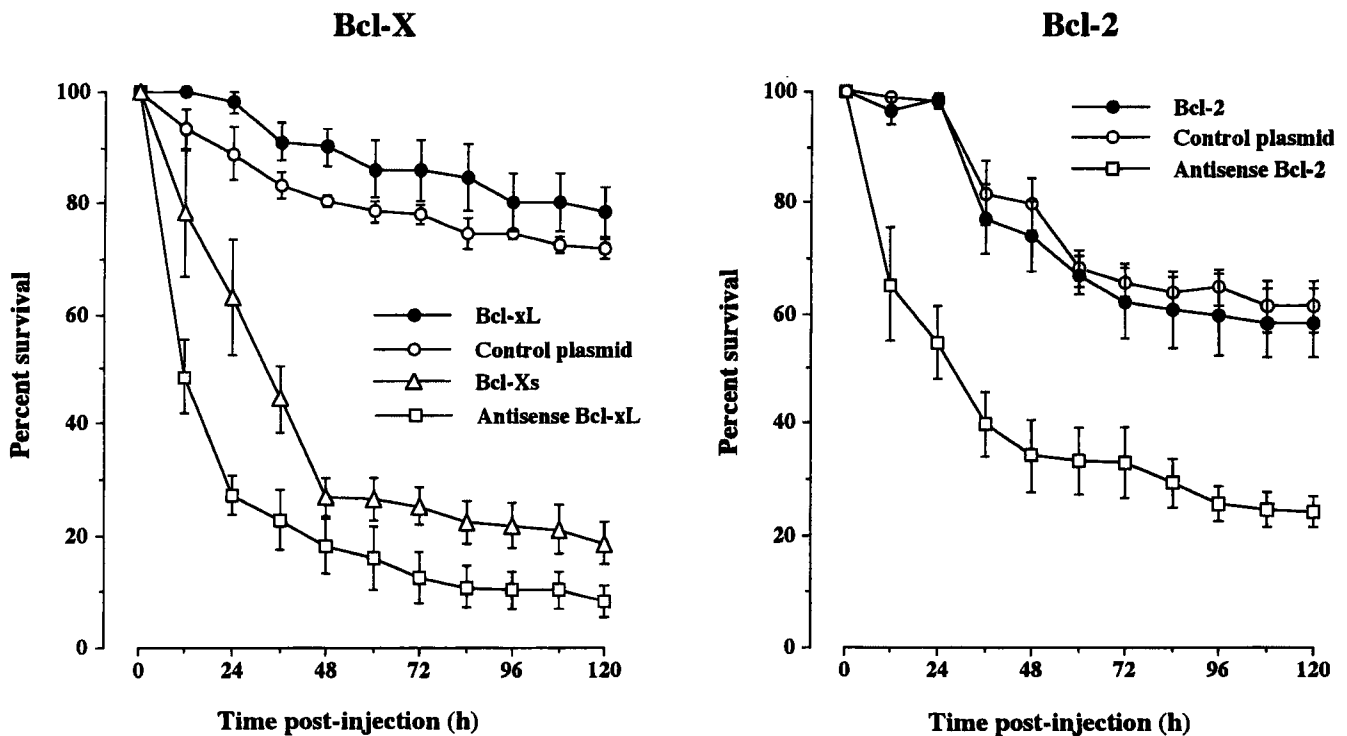 Bcl-X
Percent survival
100
80
60
40
20
0
Bcl-xL
Control plasmid
Bcl-Xs
Antisense Bcl-xL
0 24 48 72 96 120
Time post-injection (h)
Bcl-2
Percent survival
100
80
60
40
20
0
Bcl-2
Control plasmid
Antisense Bcl-2
0 24 48 72 96 120
Time post-injection (h)